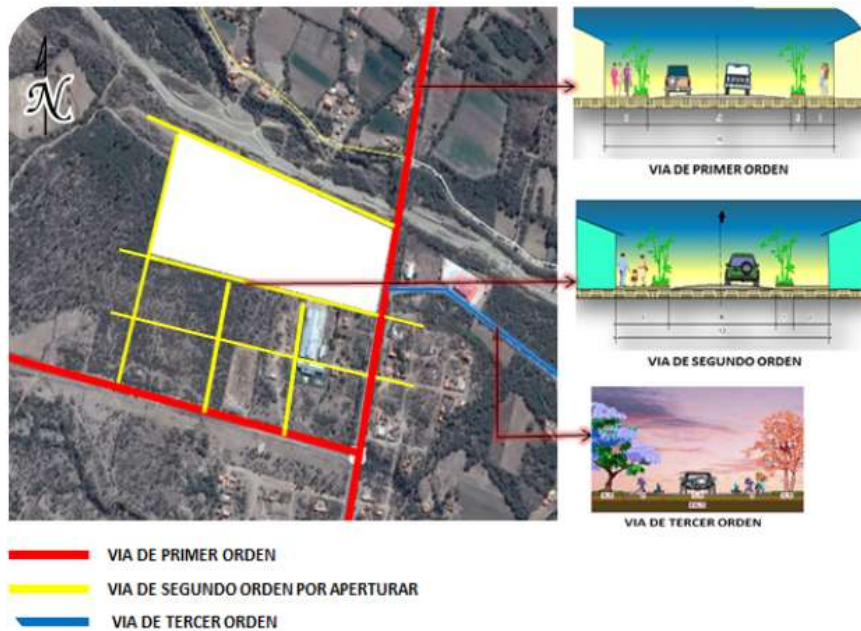 N
VIA DE PRIMER ORDEN
VIA DE SEGUNDO ORDEN
VIA DE TERCER ORDEN
VIA DE PRIMER ORDEN
VIA DE SEGUNDO ORDEN POR APERTURAR
VIA DE TERCER ORDEN